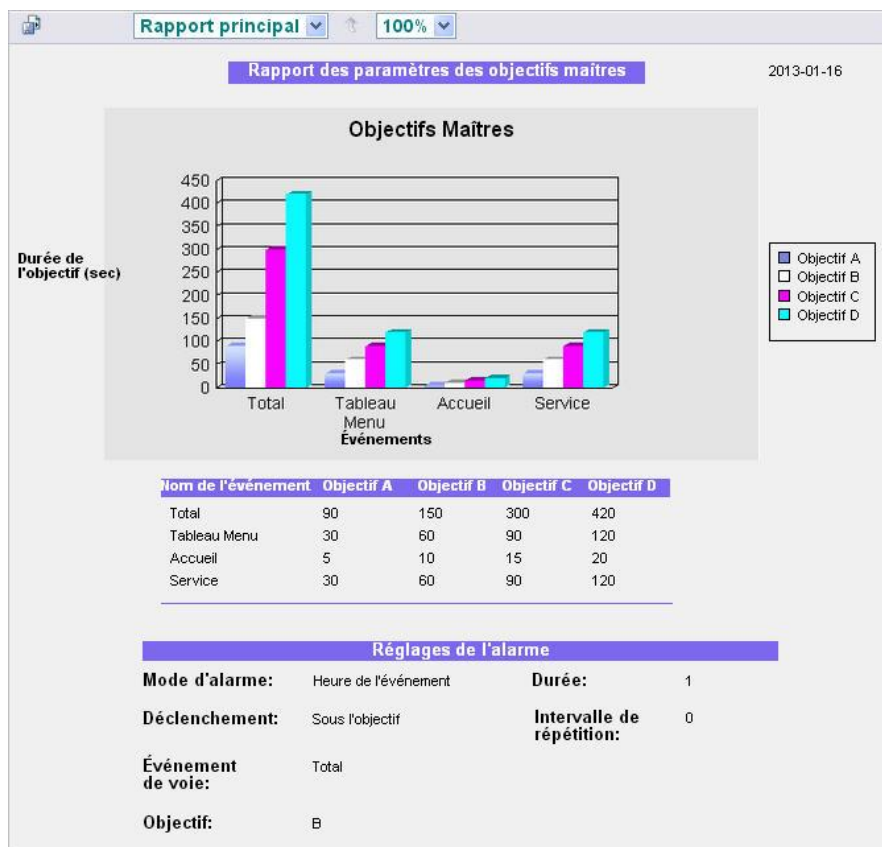 Rapport principal 100%
Rapport des paramètres des objectifs maîtres 2013-01-16
Objectifs Maîtres
Durée de
l'objectif (sec)
450
400
350
300
250
200
150
100
50
0
Total Tableau Menu Accueil Service
Événements
Objectif A
Objectif B
Objectif C
Objectif D
Nom de l'événement Objectif A Objectif B Objectif C Objectif D
Total 90 150 300 420
Tableau Menu 30 60 90 120
Accueil 5 10 15 20
Service 30 60 90 120
Réglages de l'alarme
Mode d'alarme: Heure de l'événement Durée: 1
Déclenchement: Sous l'objectif Intervalle de répétition: 0
Événement de voie: Total
Objectif: B